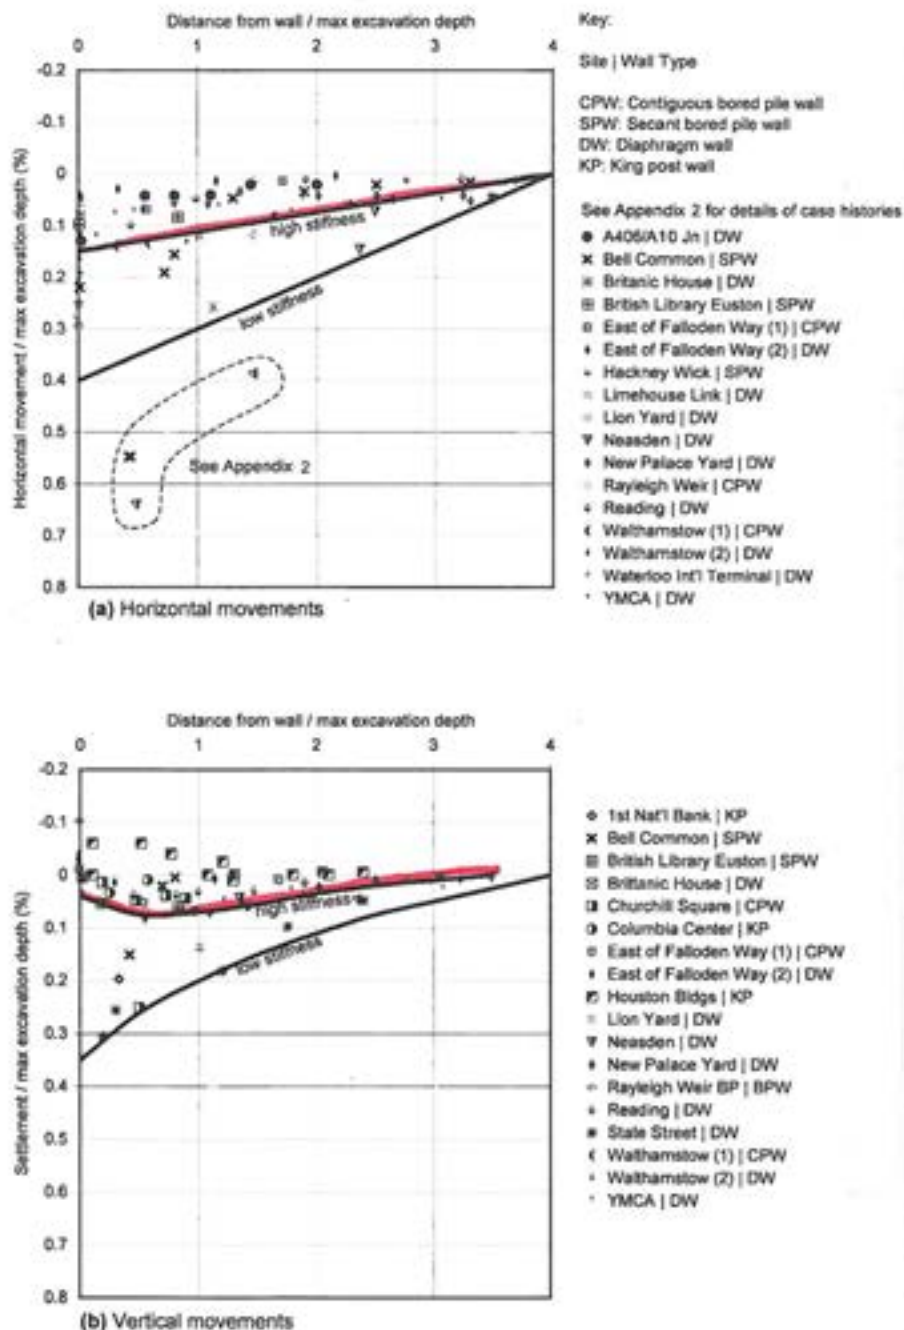 Distance from wall / max excavation depth
0 1 2 3 4
-0.2
-0.1
0
0.1
0.2
0.3
0.4
0.5
0.6
0.7
0.8
Horizontal movement / max excavation depth (%)
high stiffness
low stiffness
See Appendix 2
(a) Horizontal movements
Key:
Site | Wall Type
CPW: Contiguous bored pile wall
SPW: Secant bored pile wall
DW: Diaphragm wall
KP: King post wall
See Appendix 2 for details of case histories
A406/A10 Jn | DW
Bell Common | SPW
Britanic House | DW
British Library Euston | SPW
East of Falloden Way (1) | CPW
East of Falloden Way (2) | DW
Hackney Wick | SPW
Limehouse Link | DW
Lion Yard | DW
Neasden | DW
New Palace Yard | DW
Rayleigh Weir | CPW
Reading | DW
Walthamstow (1) | CPW
Walthamstow (2) | DW
Waterloo Int'l Terminal | DW
YMCA | DW
Distance from wall / max excavation depth
0 1 2 3 4
-0.2
-0.1
0
0.1
0.2
0.3
0.4
0.5
0.6
0.7
0.8
Settlement / max excavation depth (%)
high stiffness
low stiffness
(b) Vertical movements
1st Nat'l Bank | KP
Bell Common | SPW
British Library Euston | SPW
Brittanic House | DW
Churchill Square | CPW
Columbia Center | KP
East of Falloden Way (1) | CPW
East of Falloden Way (2) | DW
Houston Bldgs | KP
Lion Yard | DW
Neasden | DW
New Palace Yard | DW
Rayleigh Weir BP | BPW
Reading | DW
State Street | DW
Walthamstow (1) | CPW
Walthamstow (2) | DW
YMCA | DW